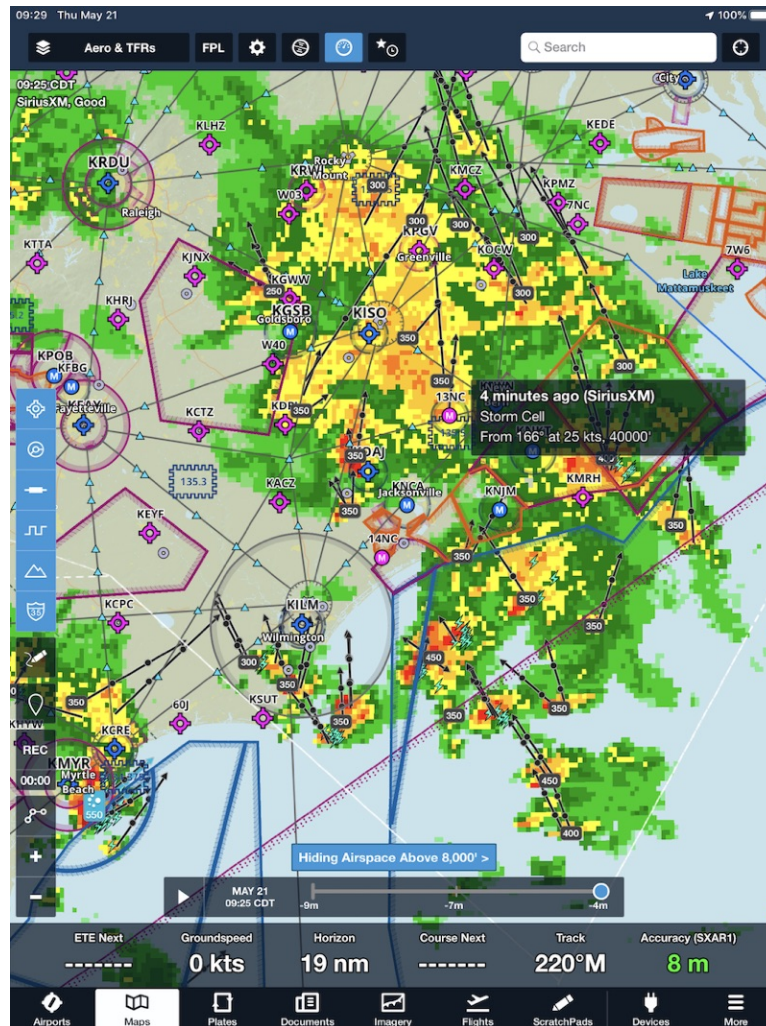 09:29 Thu May 21
100%
Aero & TFRs
FPL
Search
09:25 CDT
SiriusXM, Good
City
KLHZ
KEDE
KRDU
Rocky
Mount
KRWI
KMCZ
300
W03
KPMZ
7NC
Raleigh
300
KPGV
300
300
KTTA
Greenville
KOCW
7W6
KJNX
Lake
Mattamuskeet
KGWW
250
300
KHRJ
KGSB
Goldsboro
KISO
M
350
300
KPOB
W40
M
KFBG
M
350
4 minutes ago (SiriusXM)
Storm Cell
From 166° at 25 kts, 40000'
13NC
M
Fayetteville
KCTZ
350
350
135.3
KACZ
KNCA
Jacksonville
M
KNJM
M
KMRH
350
KEYF
14NC
M
350
350
KCPC
KILM
Wilmington
350
350
300
450
350
350
60J
KSUT
350
350
350
KCRE
REC
KMYR
00:00
Myrtle
Beach
550
450
400
Hiding Airspace Above 8,000' >
MAY 21
09:25 CDT
-9m
-7m
-4m
ETE Next
Groundspeed
Horizon
Course Next
Track
Accuracy (SXAR1)
-------
0 kts
19 nm
-------
220°M
8 m
Airports
Maps
Plates
Documents
Imagery
Flights
ScratchPads
Devices
More